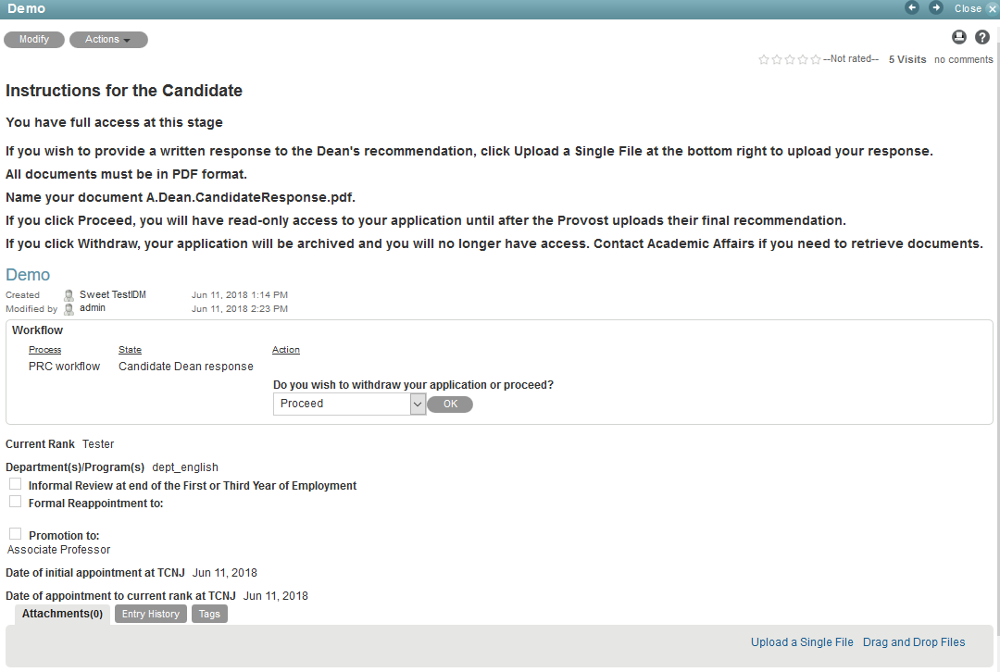 Demo
Close
Modify
Actions
--Not rated-- 5 Visits no comments
Instructions for the Candidate
You have full access at this stage
If you wish to provide a written response to the Dean's recommendation, click Upload a Single File at the bottom right to upload your response.
All documents must be in PDF format.
Name your document A.Dean.CandidateResponse.pdf.
If you click Proceed, you will have read-only access to your application until after the Provost uploads their final recommendation.
If you click Withdraw, your application will be archived and you will no longer have access. Contact Academic Affairs if you need to retrieve documents.
Demo
Created Sweet TestIDM Jun 11, 2018 1:14 PM
Modified by admin Jun 11, 2018 2:23 PM
Workflow
Process State Action
PRC workflow Candidate Dean response
Do you wish to withdraw your application or proceed?
Proceed OK
Current Rank Tester
Department(s)/Program(s) dept_english
Informal Review at end of the First or Third Year of Employment
Formal Reappointment to:
Promotion to:
Associate Professor
Date of initial appointment at TCNJ Jun 11, 2018
Date of appointment to current rank at TCNJ Jun 11, 2018
Attachments(0) Entry History Tags
Upload a Single File Drag and Drop Files